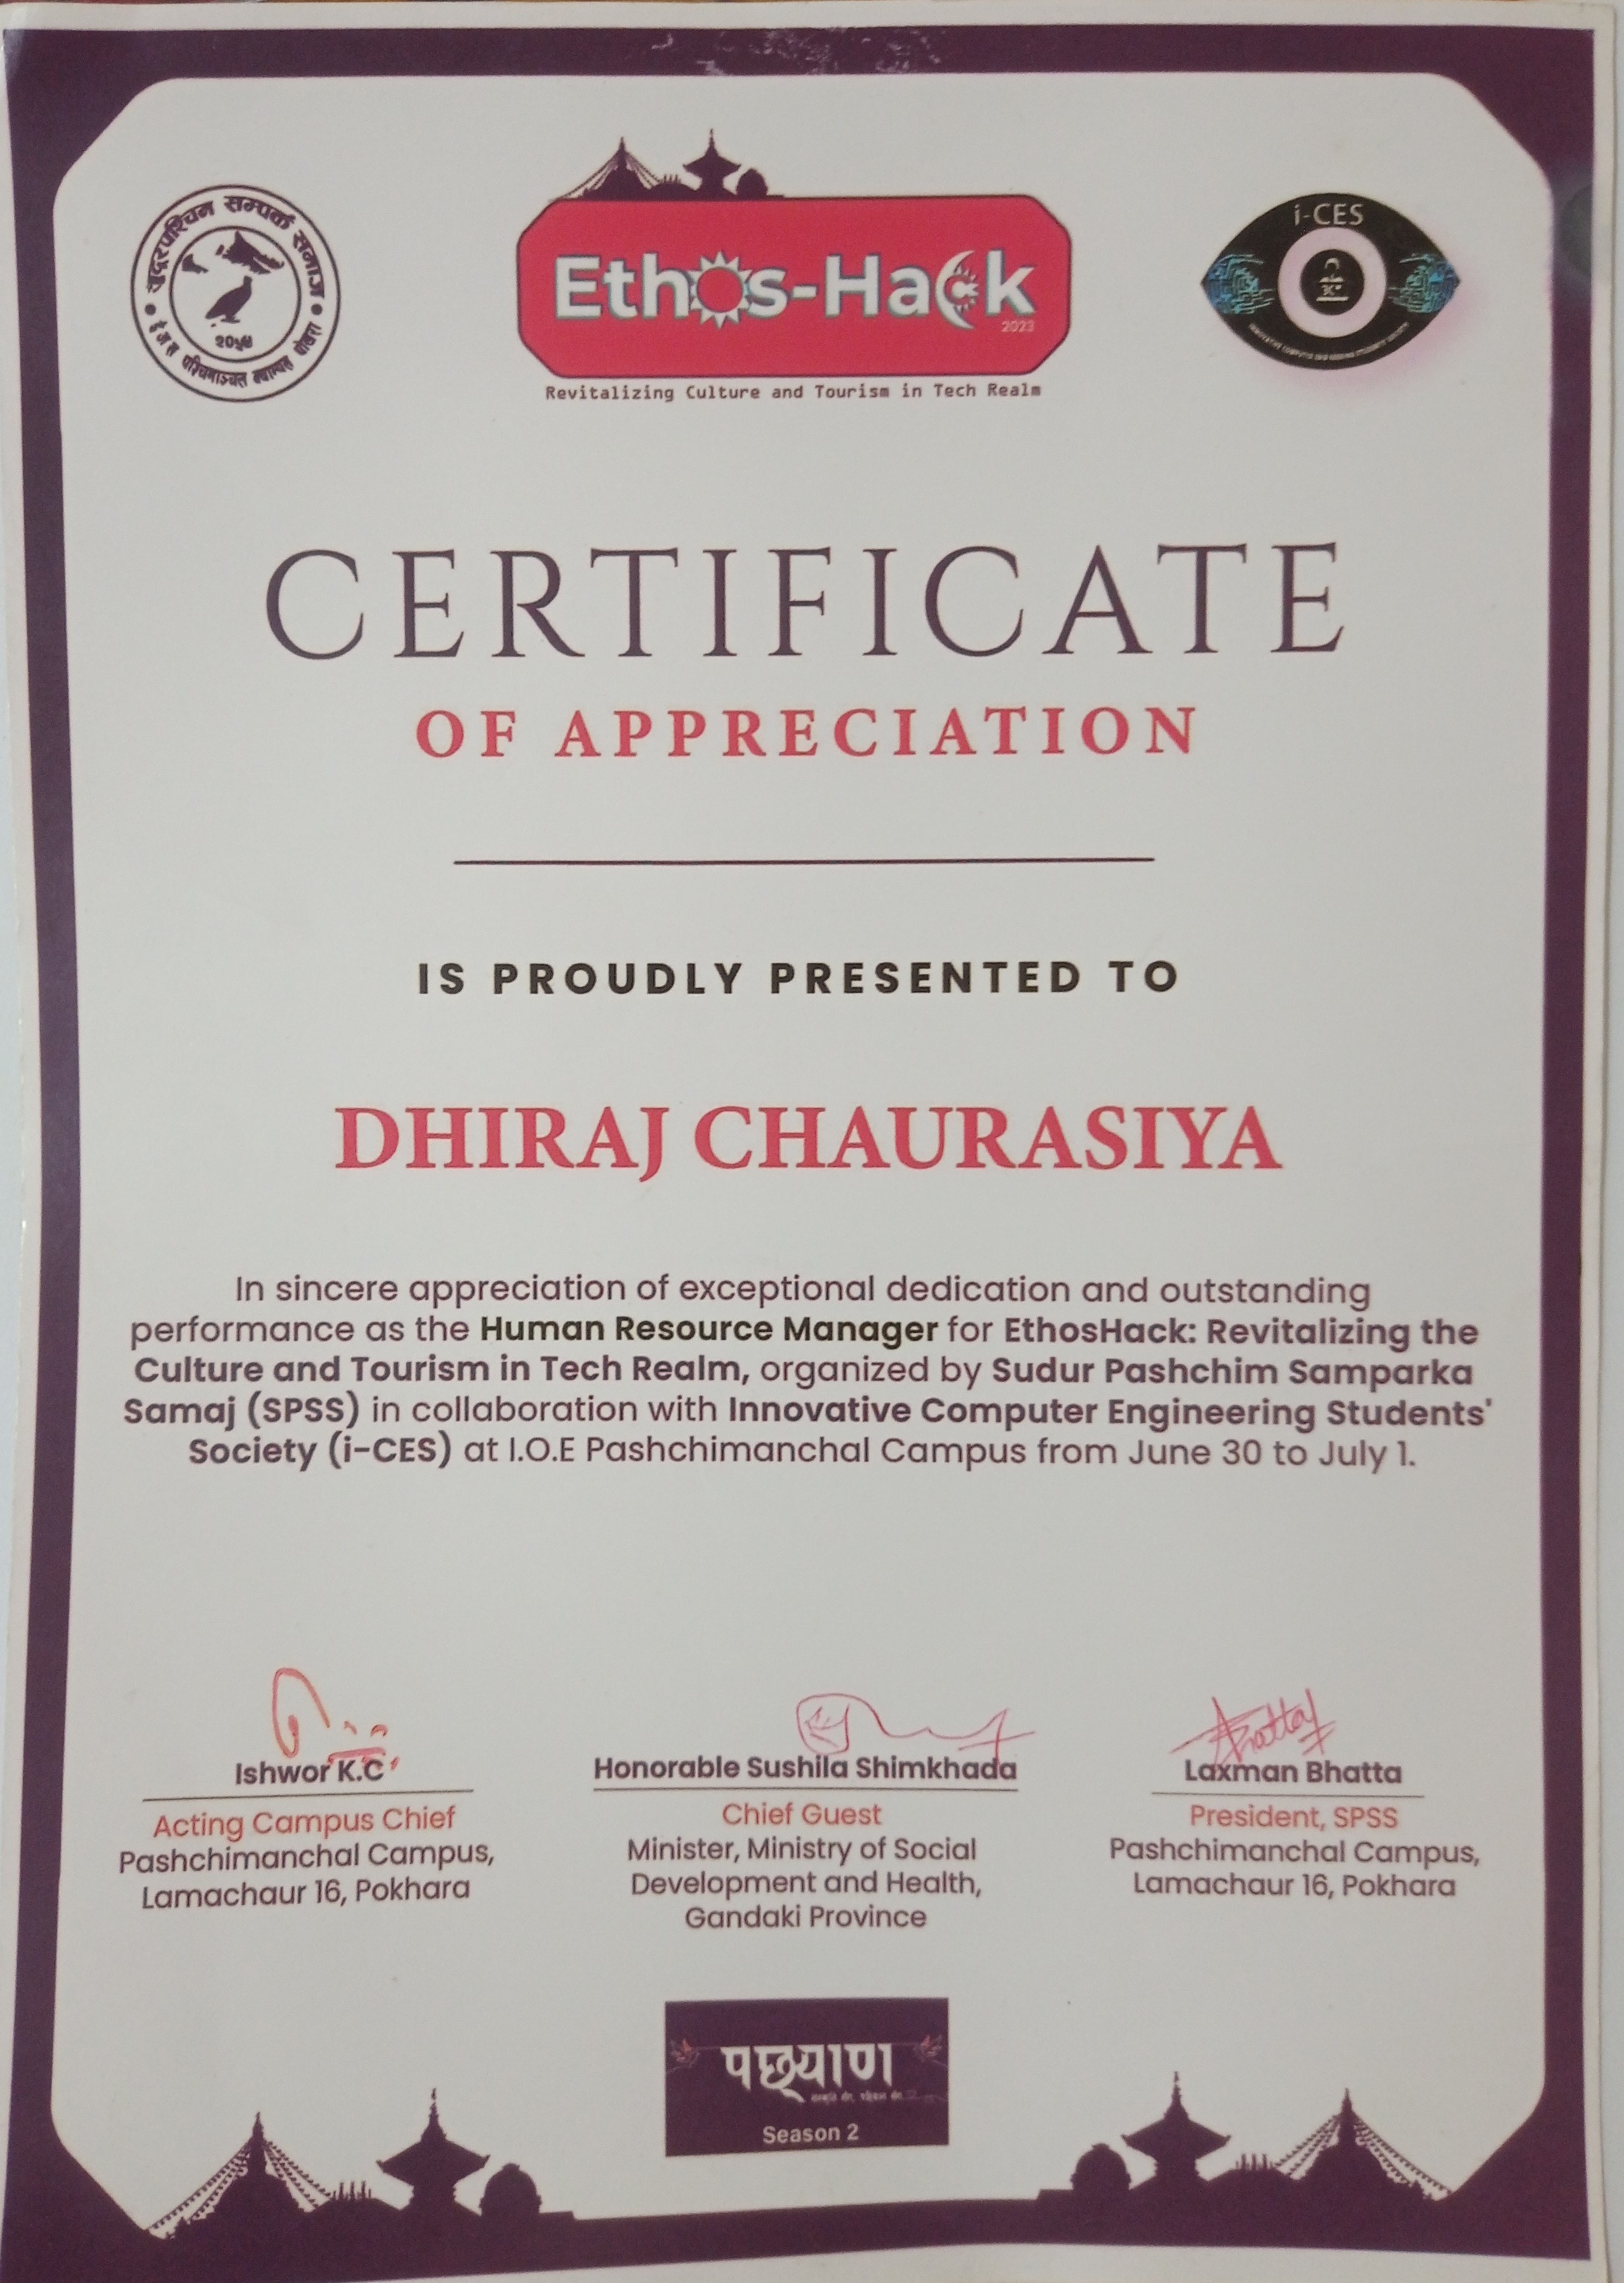 सुदूरपश्चिम सम्पर्क समाज
२०५४
ई.अ.स पश्चिमाञ्चल क्याम्पस पोखरा
Ethos-Hack
2023
Revitalizing Culture and Tourism in Tech Realm
i-CES
CERTIFICATE
OF APPRECIATION
IS PROUDLY PRESENTED TO
DHIRAJ CHAURASIYA
In sincere appreciation of exceptional dedication and outstanding
performance as the Human Resource Manager for EthosHack: Revitalizing the
Culture and Tourism in Tech Realm, organized by Sudur Pashchim Samparka
Samaj (SPSS) in collaboration with Innovative Computer Engineering Students'
Society (i-CES) at I.O.E Pashchimanchal Campus from June 30 to July 1.
Ishwor K.C
Acting Campus Chief
Pashchimanchal Campus,
Lamachaur 16, Pokhara
Honorable Sushila Shimkhada
Chief Guest
Minister, Ministry of Social
Development and Health,
Gandaki Province
Bhatta
Laxman Bhatta
President, SPSS
Pashchimanchal Campus,
Lamachaur 16, Pokhara
पछ्याण
Season 2